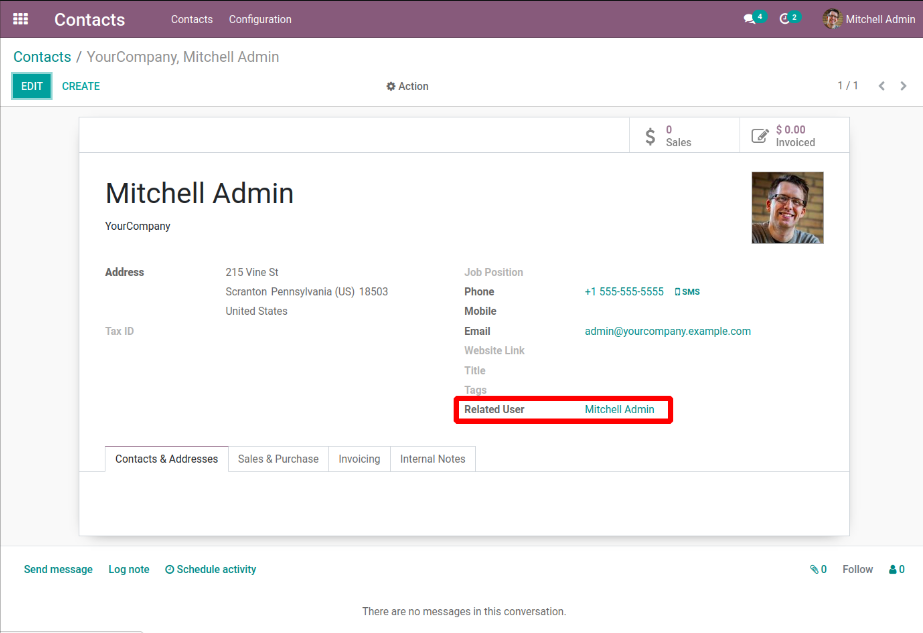 Contacts Contacts Configuration 4 2 Mitchell Admin
Contacts / YourCompany, Mitchell Admin
EDIT CREATE Action 1 / 1
0 $ 0.00
$ Sales Invoiced
Mitchell Admin
YourCompany
Address 215 Vine St Job Position
Scranton Pennsylvania (US) 18503 Phone +1 555-555-5555 SMS
United States Mobile
Tax ID Email admin@yourcompany.example.com
Website Link
Title
Tags
Related User Mitchell Admin
Contacts & Addresses Sales & Purchase Invoicing Internal Notes
Send message Log note Schedule activity 0 Follow 0
There are no messages in this conversation.